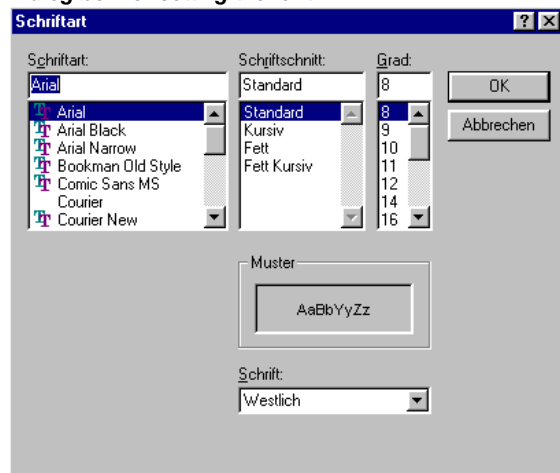 Schriftart
Schriftart:
Arial
Arial
Arial Black
Arial Narrow
Bookman Old Style
Comic Sans MS
Courier
Courier New
Schriftschnitt:
Standard
Standard
Kursiv
Fett
Fett Kursiv
Grad:
8
8
9
10
11
12
14
16
OK
Abbrechen
Muster
AaBbYyZz
Schrift:
Westlich